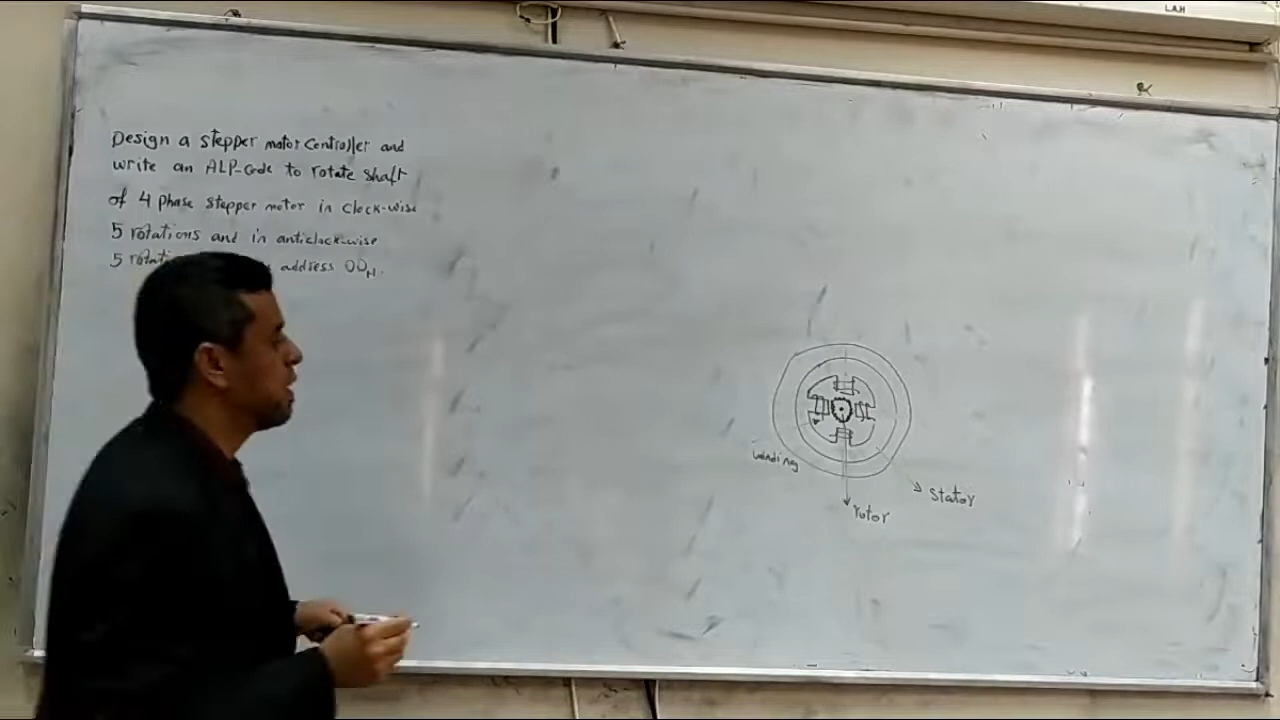 Design a stepper motor Controller and
write an ALP-Code to rotate shaft
of 4 phase stepper motor in clock-wise
5 rotations and in anticlock-wise
5 address 00H.
winding
stator
rotor